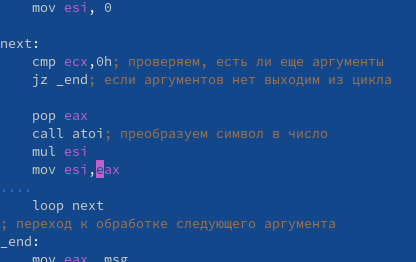 mov esi, 0
next:
cmp ecx,0h; проверяем, есть ли еще аргументы
jz _end; если аргументов нет выходим из цикла
pop eax
call atoi; преобразуем символ в число
mul esi
mov esi,eax
....
loop next
; переход к обработке следующего аргумента
_end:
mov eax, msg